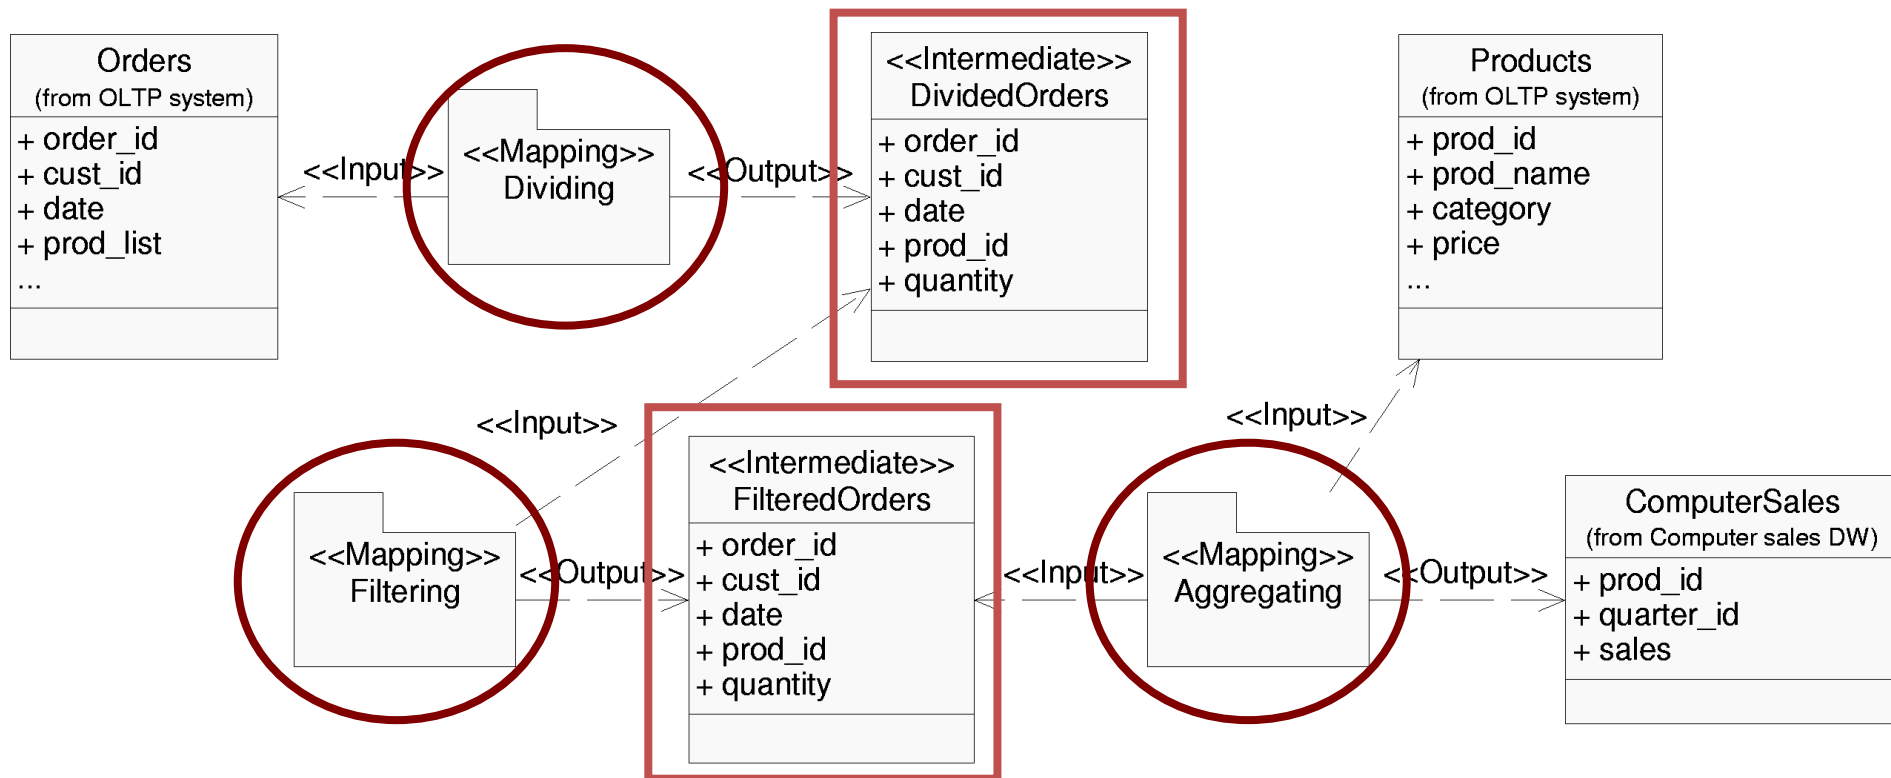 Orders
(from OLTP system)
+ order_id
+ cust_id
+ date
+ prod_list
...
<<Input>>
<<Mapping>>
Dividing
<<Output>>
<<Intermediate>>
DividedOrders
+ order_id
+ cust_id
+ date
+ prod_id
+ quantity
Products
(from OLTP system)
+ prod_id
+ prod_name
+ category
+ price
...
<<Input>>
<<Input>>
<<Mapping>>
Filtering
<<Output>>
<<Intermediate>>
FilteredOrders
+ order_id
+ cust_id
+ date
+ prod_id
+ quantity
<<Input>>
<<Mapping>>
Aggregating
<<Output>>
ComputerSales
(from Computer sales DW)
+ prod_id
+ quarter_id
+ sales